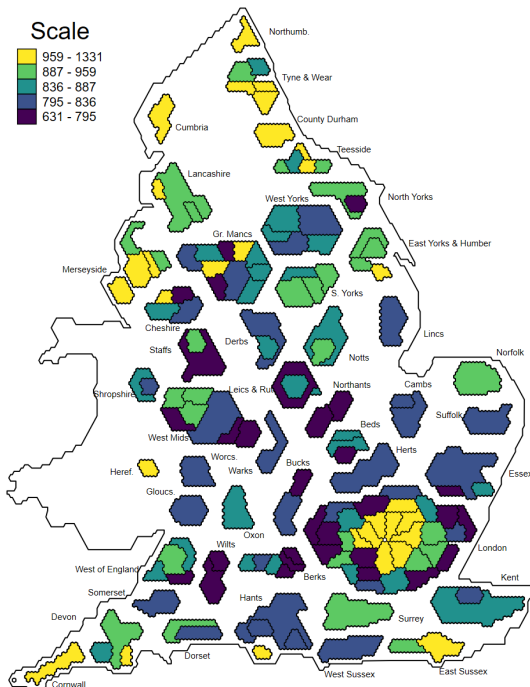 Scale
959 - 1331
887 - 959
836 - 887
795 - 836
631 - 795
Northumb.
Tyne & Wear
County Durham
Cumbria
Teesside
Lancashire
West Yorks
North Yorks
Gr. Mancs
East Yorks & Humber
Merseyside
S. Yorks
Cheshire
Derbs
Lincs
Staffs
Notts
Norfolk
Shropshire
Leics & Rut
Northants
Cambs
Suffolk
West Mids
Beds
Worcs.
Herts
Heref.
Warks
Bucks
Essex
Gloucs.
Oxon
Wilts
London
West of England
Berks
Kent
Somerset
Hants
Devon
Surrey
Dorset
West Sussex
East Sussex
Cornwall